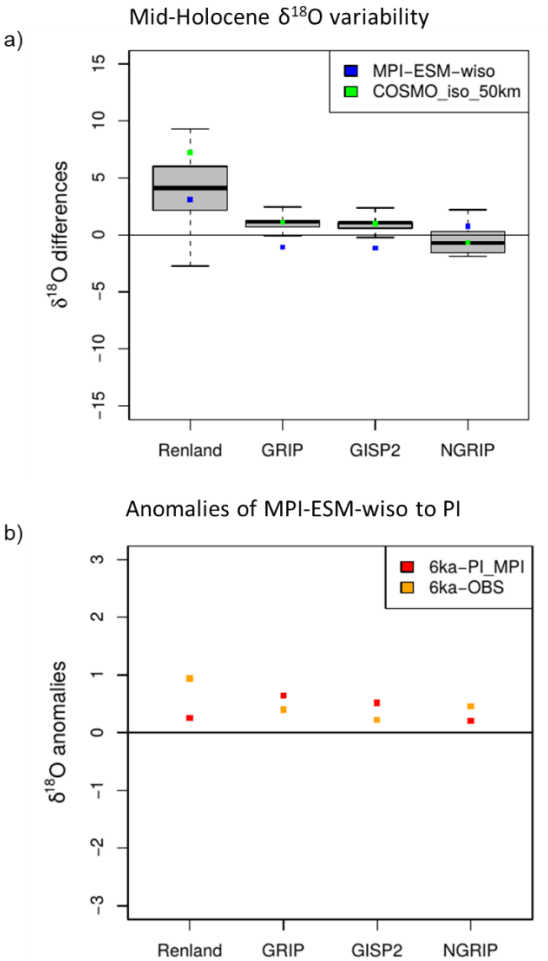 Mid-Holocene δ¹⁸O variability
a)
MPI−ESM−wiso
COSMO_iso_50km
δ¹⁸O differences
15
10
5
0
−5
−10
−15
Renland GRIP GISP2 NGRIP
Anomalies of MPI-ESM-wiso to PI
b)
6ka−PI_MPI
6ka−OBS
δ¹⁸O anomalies
3
2
1
0
−1
−2
−3
Renland GRIP GISP2 NGRIP